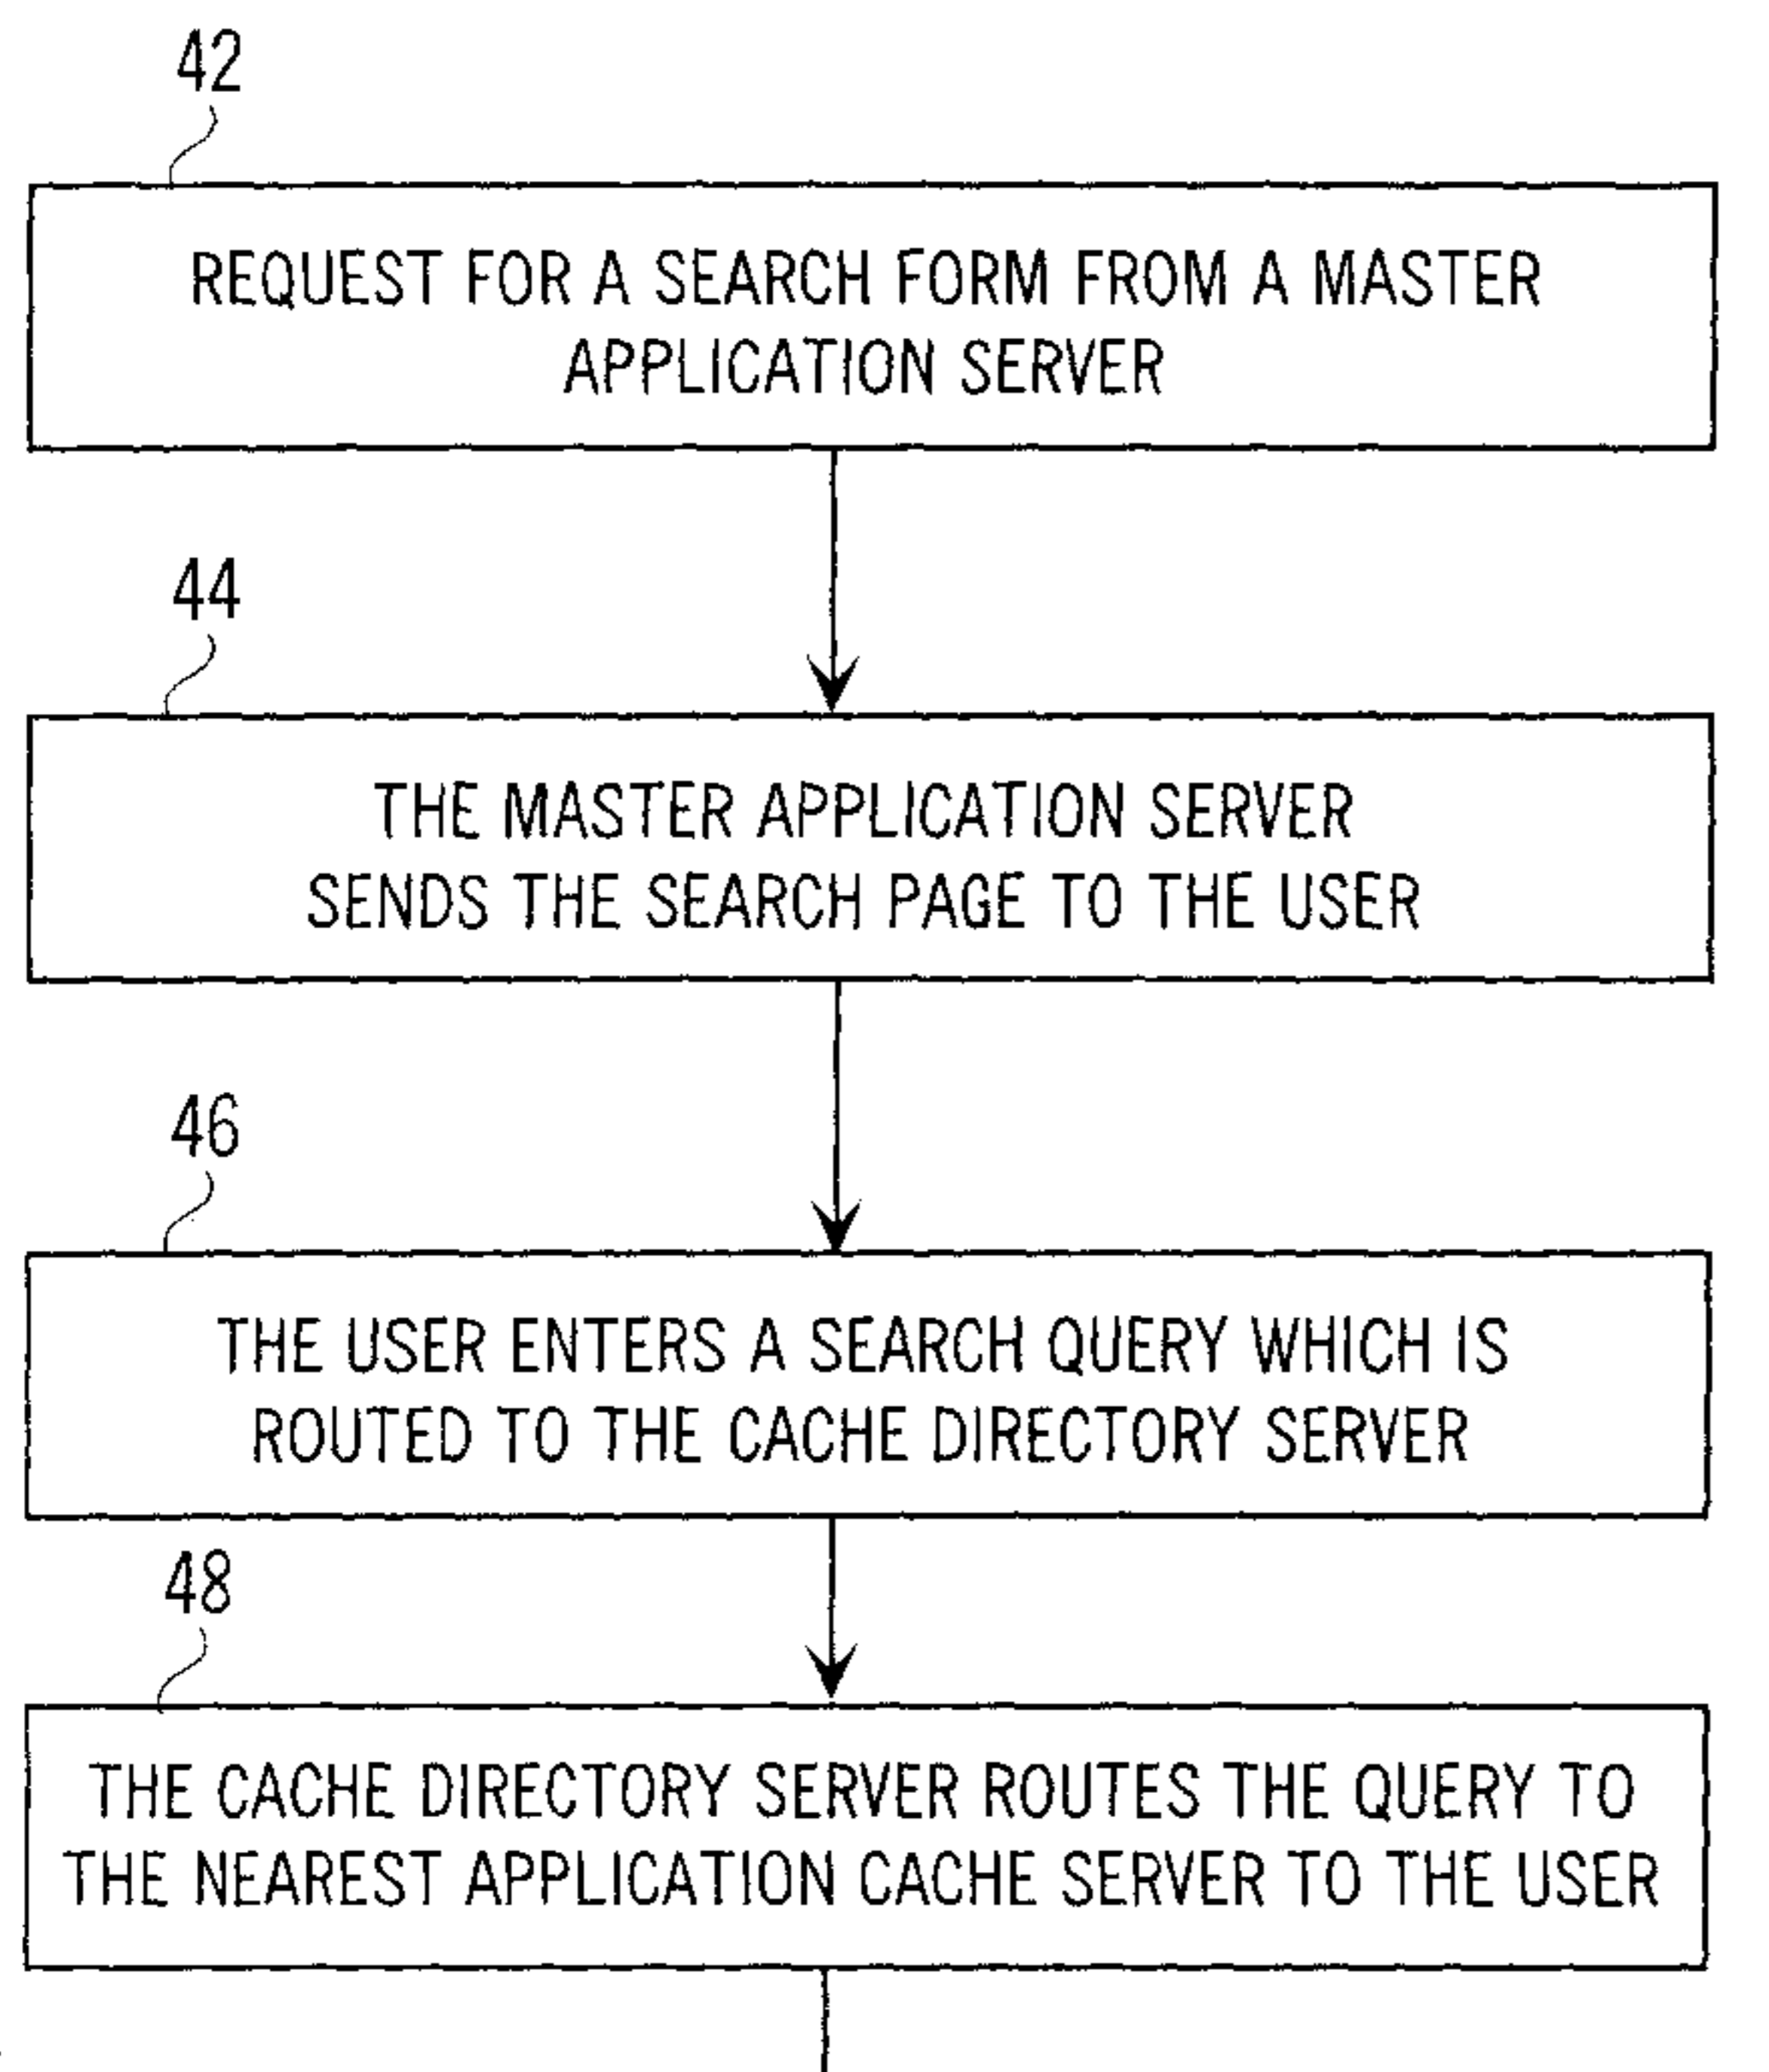 42
REQUEST FOR A SEARCH FORM FROM A MASTER
APPLICATION SERVER
44
THE MASTER APPLICATION SERVER
SENDS THE SEARCH PAGE TO THE USER
46
THE USER ENTERS A SEARCH QUERY WHICH IS
ROUTED TO THE CACHE DIRECTORY SERVER
48
THE CACHE DIRECTORY SERVER ROUTES THE QUERY TO
THE NEAREST APPLICATION CACHE SERVER TO THE USER